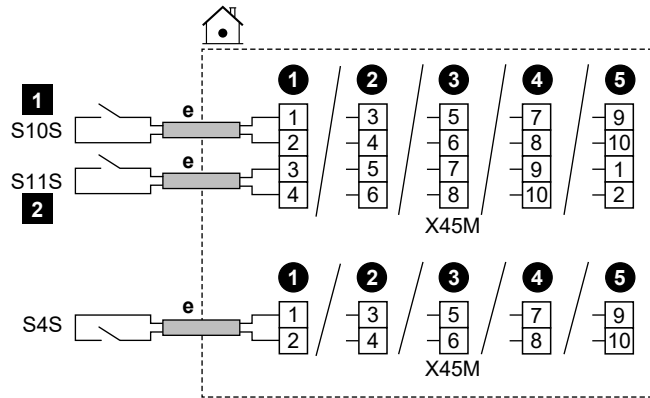 1 2 3 4 5
1
S10S e 1 3 5 7 9
2 4 6 8 10
S11S e 3 5 7 9 1
4 6 8 10 2
2
X45M
1 2 3 4 5
S4S e 1 3 5 7 9
2 4 6 8 10
X45M